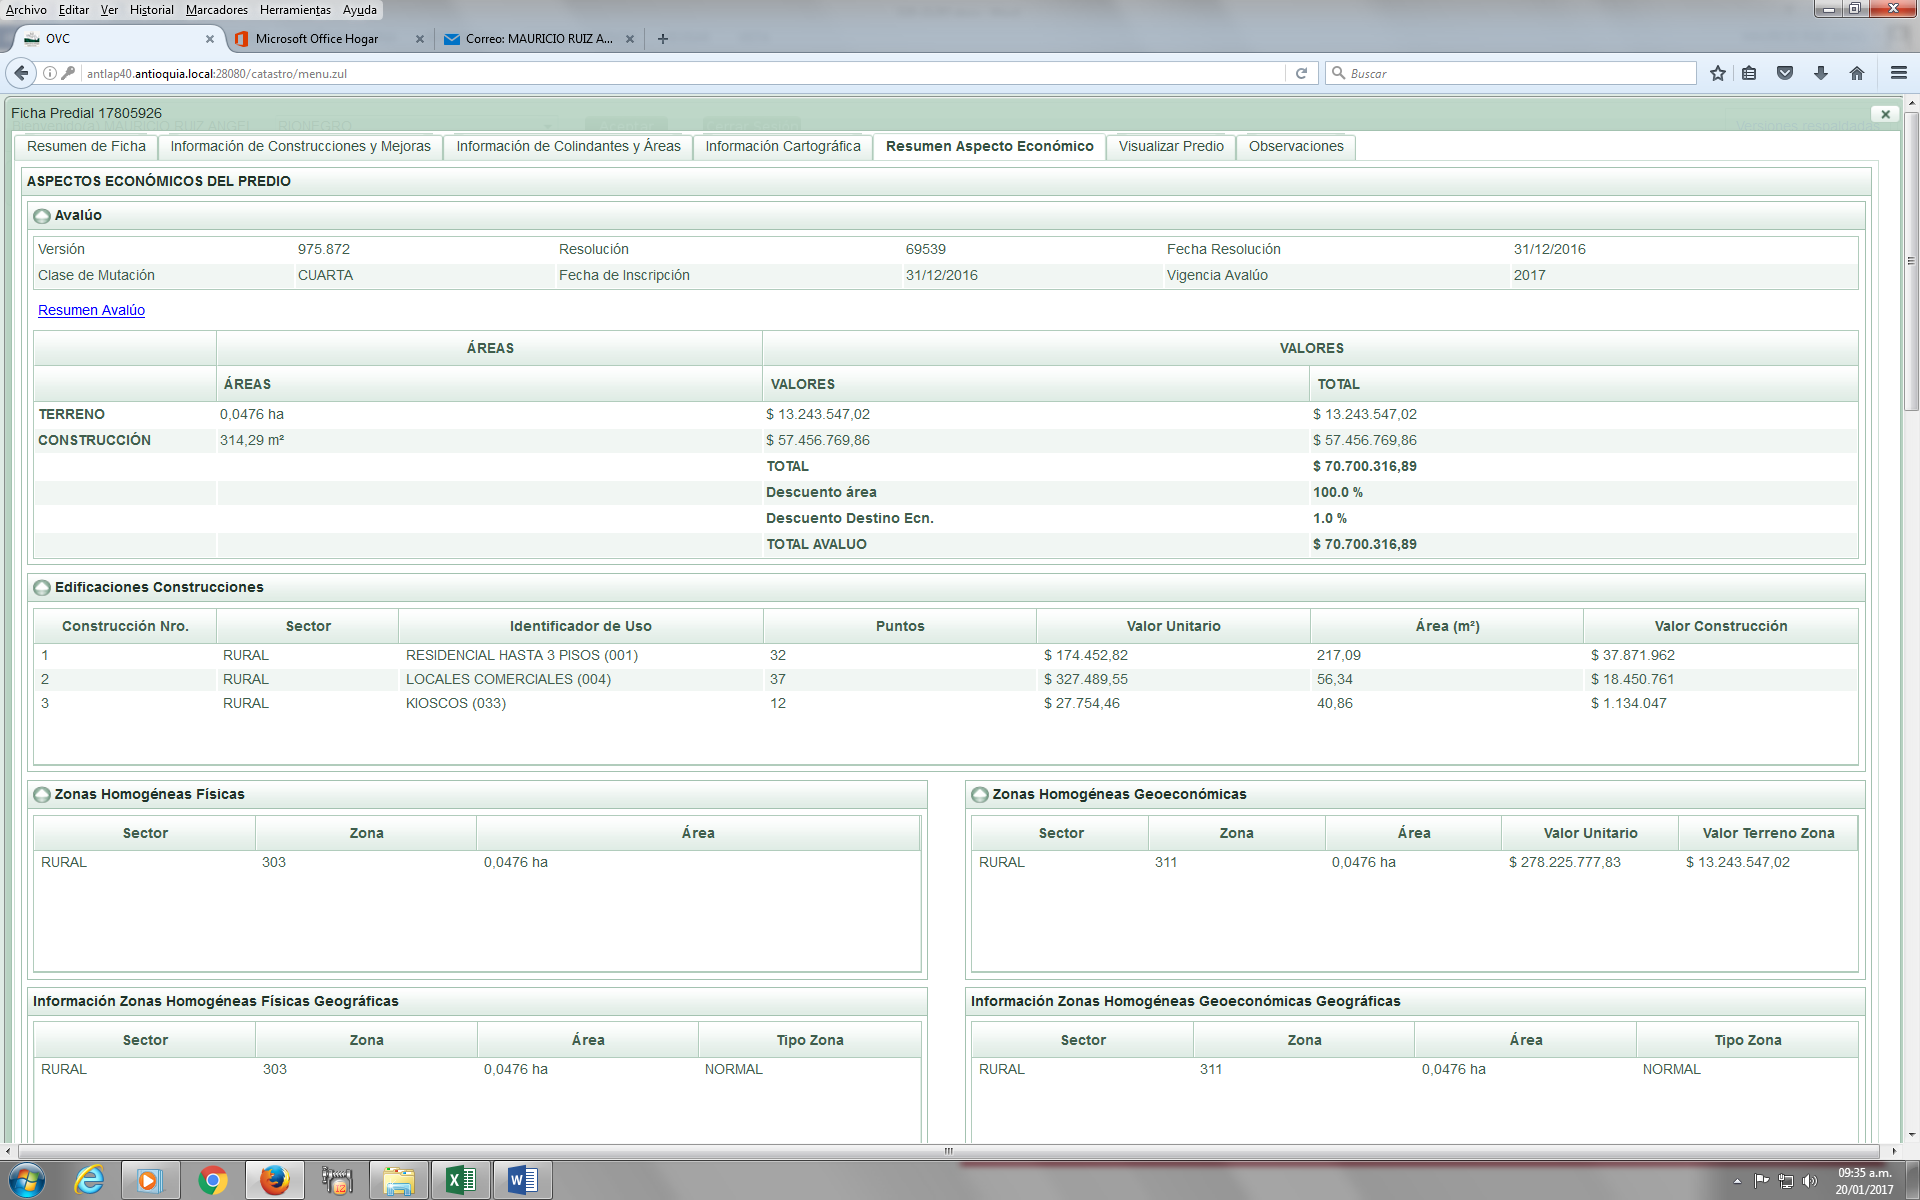 Archivo Editar Ver Historial Marcadores Herramientas Ayuda
OVC Microsoft Office Hogar Correo: MAURICIO RUIZ A...
antlap40.antioquia.local:28080/catastro/menu.zul Buscar
Ficha Predial 17805926
Resumen de Ficha Información de Construcciones y Mejoras Información de Colindantes y Áreas Información Cartográfica Resumen Aspecto Económico Visualizar Predio Observaciones
ASPECTOS ECONÓMICOS DEL PREDIO
Avalúo
Versión 975.872 Resolución 69539 Fecha Resolución 31/12/2016
Clase de Mutación CUARTA Fecha de Inscripción 31/12/2016 Vigencia Avalúo 2017
Resumen Avalúo
ÁREAS VALORES
ÁREAS VALORES TOTAL
TERRENO 0,0476 ha $ 13.243.547,02 $ 13.243.547,02
CONSTRUCCIÓN 314,29 m² $ 57.456.769,86 $ 57.456.769,86
TOTAL $ 70.700.316,89
Descuento área 100.0 %
Descuento Destino Ecn. 1.0 %
TOTAL AVALUO $ 70.700.316,89
Edificaciones Construcciones
Construcción Nro. Sector Identificador de Uso Puntos Valor Unitario Área (m²) Valor Construcción
1 RURAL RESIDENCIAL HASTA 3 PISOS (001) 32 $ 174.452,82 217,09 $ 37.871.962
2 RURAL LOCALES COMERCIALES (004) 37 $ 327.489,55 56,34 $ 18.450.761
3 RURAL KIOSCOS (033) 12 $ 27.754,46 40,86 $ 1.134.047
Zonas Homogéneas Físicas Zonas Homogéneas Geoeconómicas
Sector Zona Área Sector Zona Área Valor Unitario Valor Terreno Zona
RURAL 303 0,0476 ha RURAL 311 0,0476 ha $ 278.225.777,83 $ 13.243.547,02
Información Zonas Homogéneas Físicas Geográficas Información Zonas Homogéneas Geoeconómicas Geográficas
Sector Zona Área Tipo Zona Sector Zona Área Tipo Zona
RURAL 303 0,0476 ha NORMAL RURAL 311 0,0476 ha NORMAL
09:35 a.m.
20/01/2017